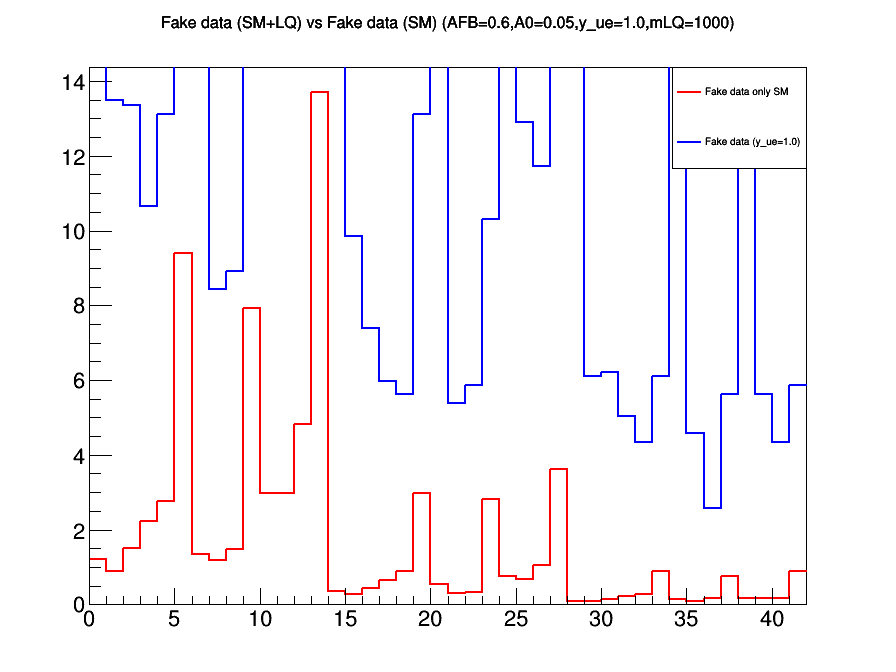 Fake data (SM+LQ) vs Fake data (SM) (AFB=0.6,A0=0.05,y_ue=1.0,mLQ=1000)
Fake data only SM
Fake data (y_ue=1.0)
14
12
10
8
6
4
2
0
0 5 10 15 20 25 30 35 40